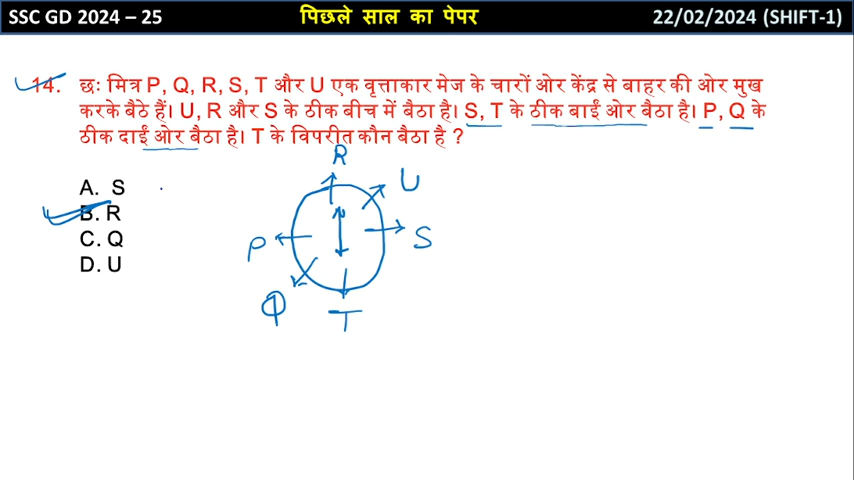 SSC GD 2024 – 25 पिछले साल का पेपर 22/02/2024 (SHIFT-1)
14. छः मित्र P, Q, R, S, T और U एक वृत्ताकार मेज के चारों ओर केंद्र से बाहर की ओर मुख
करके बैठे हैं। U, R और S के ठीक बीच में बैठा है। S, T के ठीक बाईं ओर बैठा है। P, Q के
ठीक दाईं ओर बैठा है। T के विपरीत कौन बैठा है ?
A. S
B. R
C. Q
D. U
R
U
P
S
Q
T